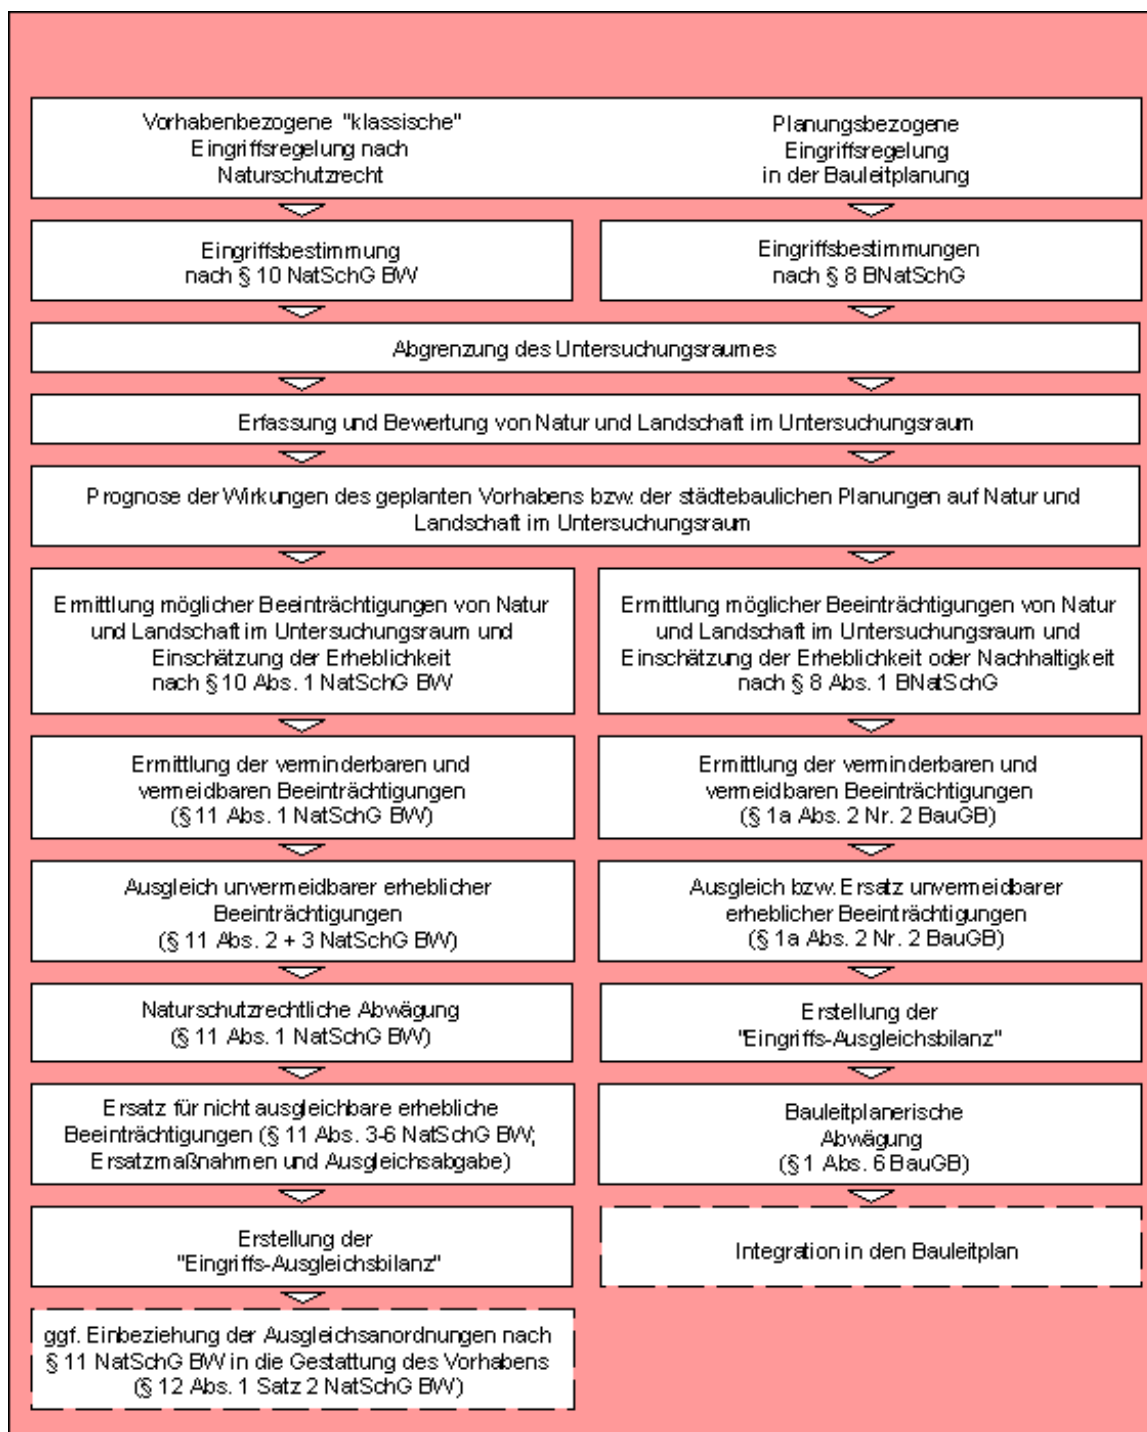 Vorhabenbezogene "klassische"
Eingriffsregelung nach
Naturschutzrecht
Planungsbezogene
Eingriffsregelung
in der Bauleitplanung
Eingriffsbestimmung
nach § 10 NatSchG BW
Eingriffsbestimmungen
nach § 8 BNatSchG
Abgrenzung des Untersuchungsraumes
Erfassung und Bewertung von Natur und Landschaft im Untersuchungsraum
Prognose der Wirkungen des geplanten Vorhabens bzw. der städtebaulichen Planungen auf Natur und
Landschaft im Untersuchungsraum
Ermittlung möglicher Beeinträchtigungen von Natur
und Landschaft im Untersuchungsraum und
Einschätzung der Erheblichkeit
nach § 10 Abs. 1 NatSchG BW
Ermittlung möglicher Beeinträchtigungen von Natur
und Landschaft im Untersuchungsraum und
Einschätzung der Erheblichkeit oder Nachhaltigkeit
nach § 8 Abs. 1 BNatSchG
Ermittlung der verminderbaren und
vermeidbaren Beeinträchtigungen
(§ 11 Abs. 1 NatSchG BW)
Ermittlung der verminderbaren und
vermeidbaren Beeinträchtigungen
(§ 1a Abs. 2 Nr. 2 BauGB)
Ausgleich unvermeidbarer erheblicher
Beeinträchtigungen
(§ 11 Abs. 2 + 3 NatSchG BW)
Ausgleich bzw. Ersatz unvermeidbarer
erheblicher Beeinträchtigungen
(§ 1a Abs. 2 Nr. 2 BauGB)
Naturschutzrechtliche Abwägung
(§ 11 Abs. 1 NatSchG BW)
Erstellung der
"Eingriffs-Ausgleichsbilanz"
Ersatz für nicht ausgleichbare erhebliche
Beeinträchtigungen (§ 11 Abs. 3-6 NatSchG BW;
Ersatzmaßnahmen und Ausgleichsabgabe)
Bauleitplanerische
Abwägung
(§ 1 Abs. 6 BauGB)
Erstellung der
"Eingriffs-Ausgleichsbilanz"
Integration in den Bauleitplan
ggf. Einbeziehung der Ausgleichsanordnungen nach
§ 11 NatSchG BW in die Gestattung des Vorhabens
(§ 12 Abs. 1 Satz 2 NatSchG BW)